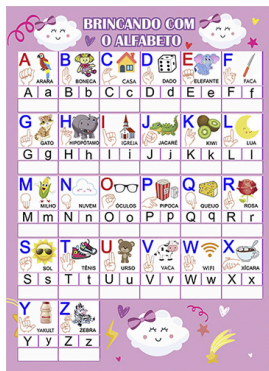 BRINCANDO COM
O ALFABETO
A B C D E F
ARARA BONECA CASA DADO ELEFANTE FACA
A a B b C c D d E e F f
G H I J K L
GATO HIPOPÓTAMO IGREJA JACARÉ KIWI LUA
G g H h I i J j K k L l
M N O P Q R
MILHO NUVEM ÓCULOS PIPOCA QUEIJO ROSA
M m N n O o P p Q q R r
S T U V W X
SOL TÊNIS URSO VACA WIFI XÍCARA
S s T t U u V v W w X x
Y Z
YAKULT ZEBRA
Y y Z z